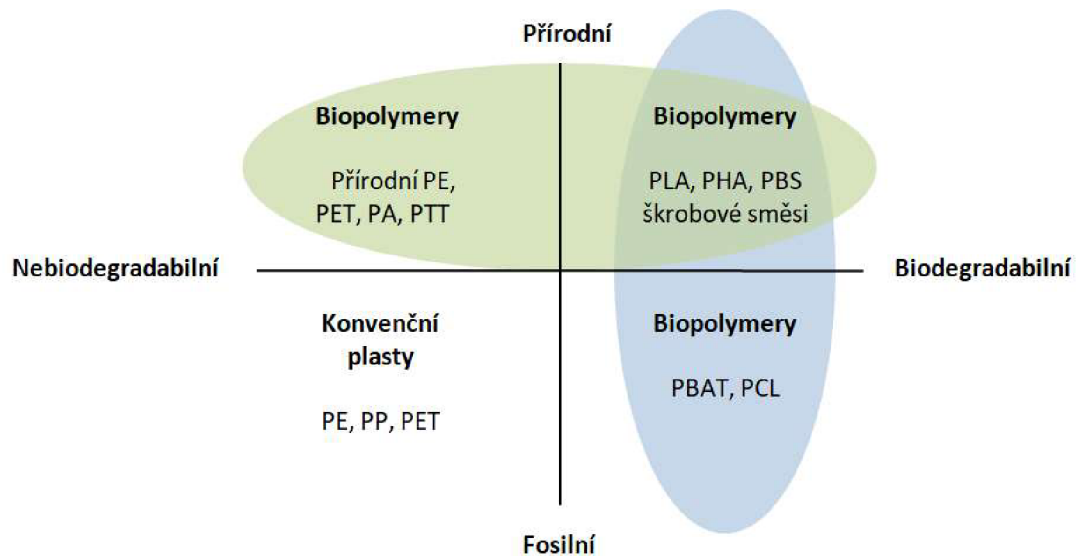 Přírodní
Biopolymery
Přírodní PE,
PET, PA, PTT
Biopolymery
PLA, PHA, PBS
škrobové směsi
Nebiodegradabilní
Biodegradabilní
Konvenční
plasty
PE, PP, PET
Biopolymery
PBAT, PCL
Fosilní